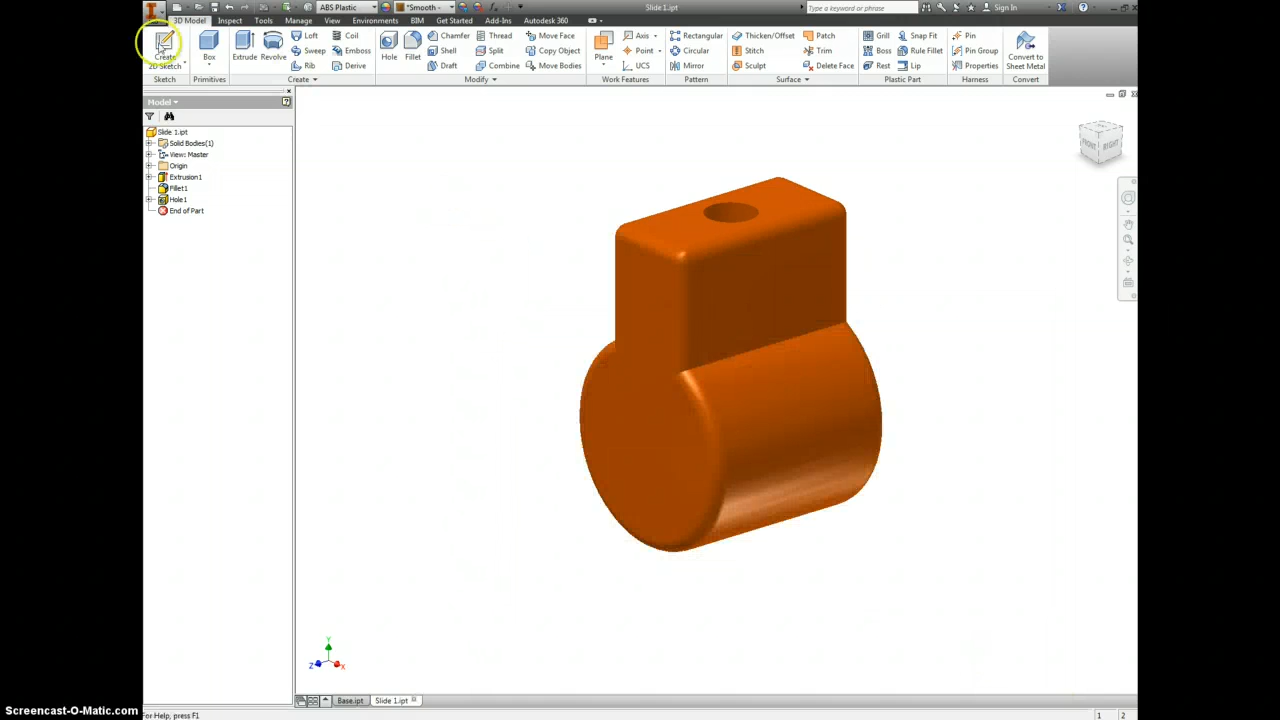 ABS Plastic *Smooth Slide 1.ipt Type a keyword or phrase Sign In
3D Model Inspect Tools Manage View Environments BIM Get Started Add-Ins Autodesk 360
Create 2D Sketch Box Extrude Revolve Loft Coil Hole Fillet Chamfer Thread Move Face Plane Axis Rectangular Thicken/Offset Patch Grill Snap Fit Pin Convert to Sheet Metal
Sweep Emboss Shell Split Copy Object Point Circular Stitch Trim Boss Rule Fillet Pin Group
Rib Derive Draft Combine Move Bodies UCS Mirror Sculpt Delete Face Rest Lip Properties
Sketch Primitives Create Modify Work Features Pattern Surface Plastic Part Harness Convert
Model
Slide 1.ipt
Solid Bodies(1)
View: Master
Origin
Extrusion1
Fillet1
Hole1
End of Part
FRONT RIGHT
Y
Z X
Base.ipt Slide 1.ipt
Screencast-O-Matic.com For Help, press F1 1 2